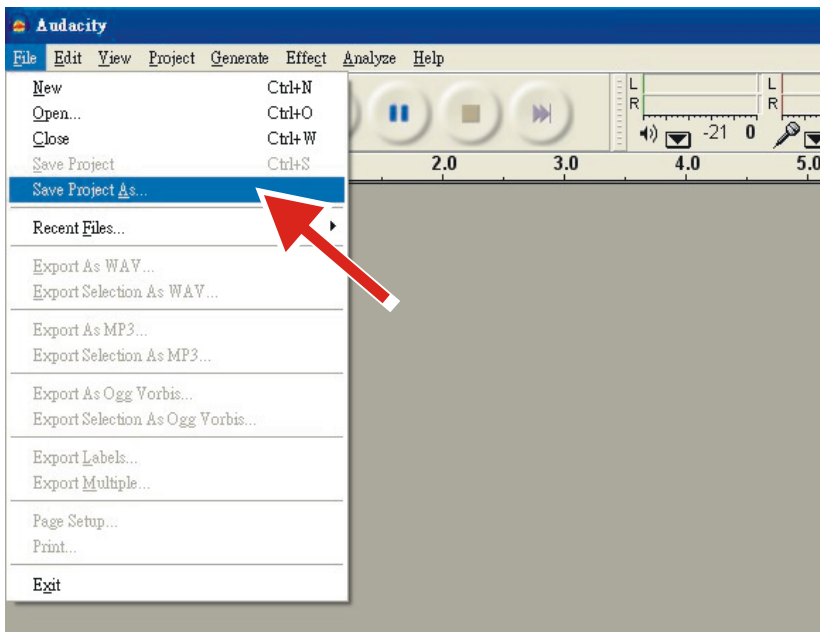 Audacity
File Edit View Project Generate Effect Analyze Help
New Ctrl+N
Open... Ctrl+O
Close Ctrl+W
Save Project Ctrl+S
Save Project As...
Recent Files...
Export As WAV...
Export Selection As WAV...
Export As MP3...
Export Selection As MP3...
Export As Ogg Vorbis...
Export Selection As Ogg Vorbis...
Export Labels...
Export Multiple...
Page Setup...
Print...
Exit
L
R
-21 0
L
R
2.0 3.0 4.0 5.0